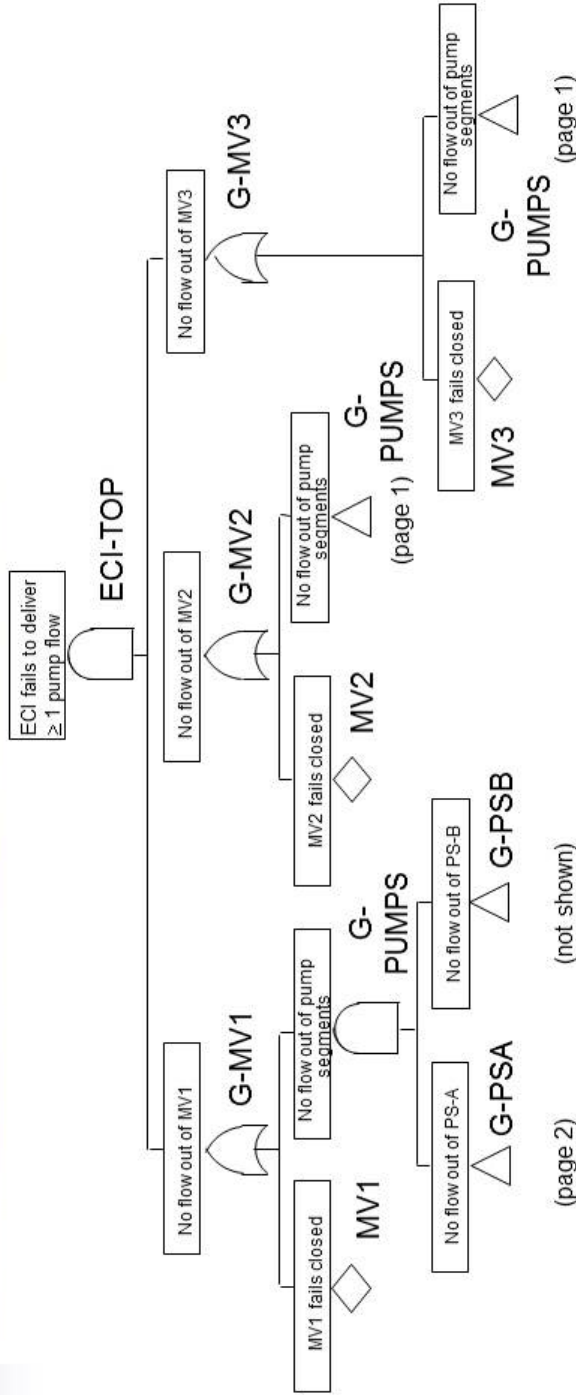 ECI fails to deliver
≥ 1 pump flow
ECI-TOP
No flow out of MV1
G-MV1
No flow out of MV2
G-MV2
No flow out of MV3
G-MV3
MV1 fails closed
MV1
No flow out of pump
segments
G-
PUMPS
MV2 fails closed
MV2
No flow out of pump
segments
G-
PUMPS
(page 1)
MV3 fails closed
MV3
No flow out of pump
segments
G-
PUMPS
(page 1)
No flow out of PS-A
G-PSA
(page 2)
No flow out of PS-B
G-PSB
(not shown)